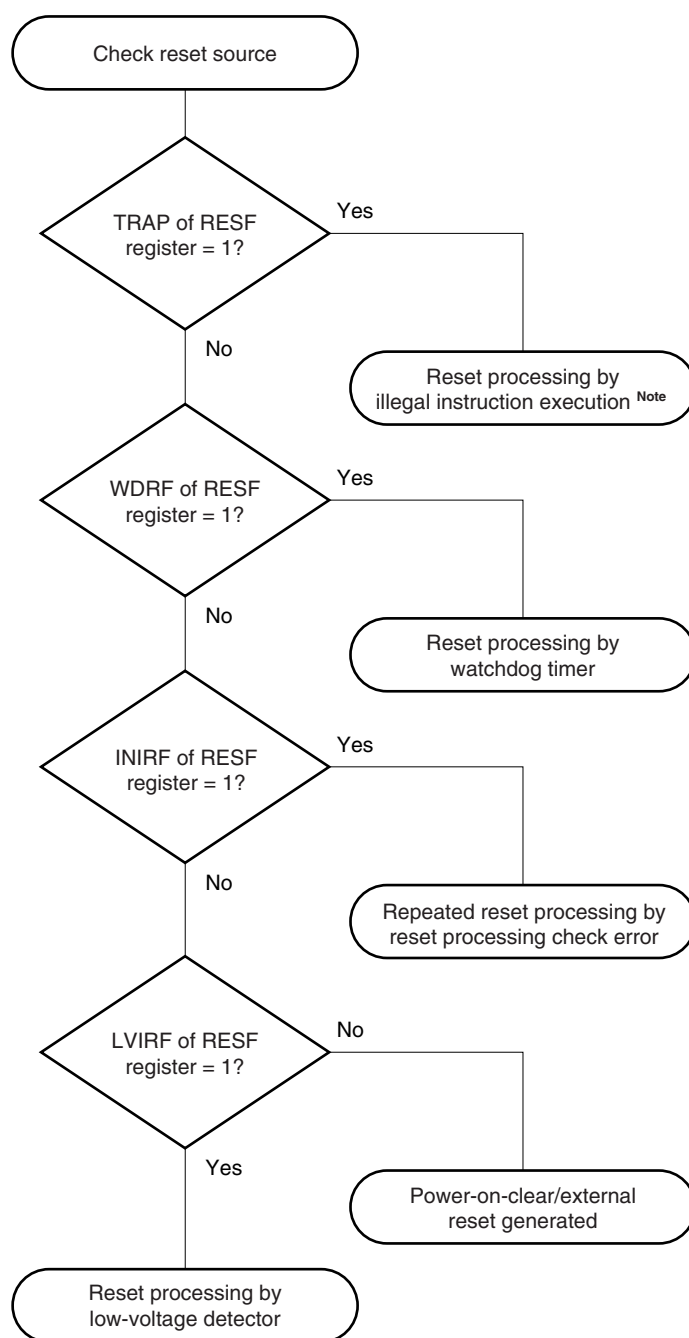 Check reset source
TRAP of RESF
register = 1?
Yes
No
Reset processing by
illegal instruction execution Note
WDRF of RESF
register = 1?
Yes
No
Reset processing by
watchdog timer
INIRF of RESF
register = 1?
Yes
No
Repeated reset processing by
reset processing check error
LVIRF of RESF
register = 1?
No
Yes
Power-on-clear/external
reset generated
Reset processing by
low-voltage detector